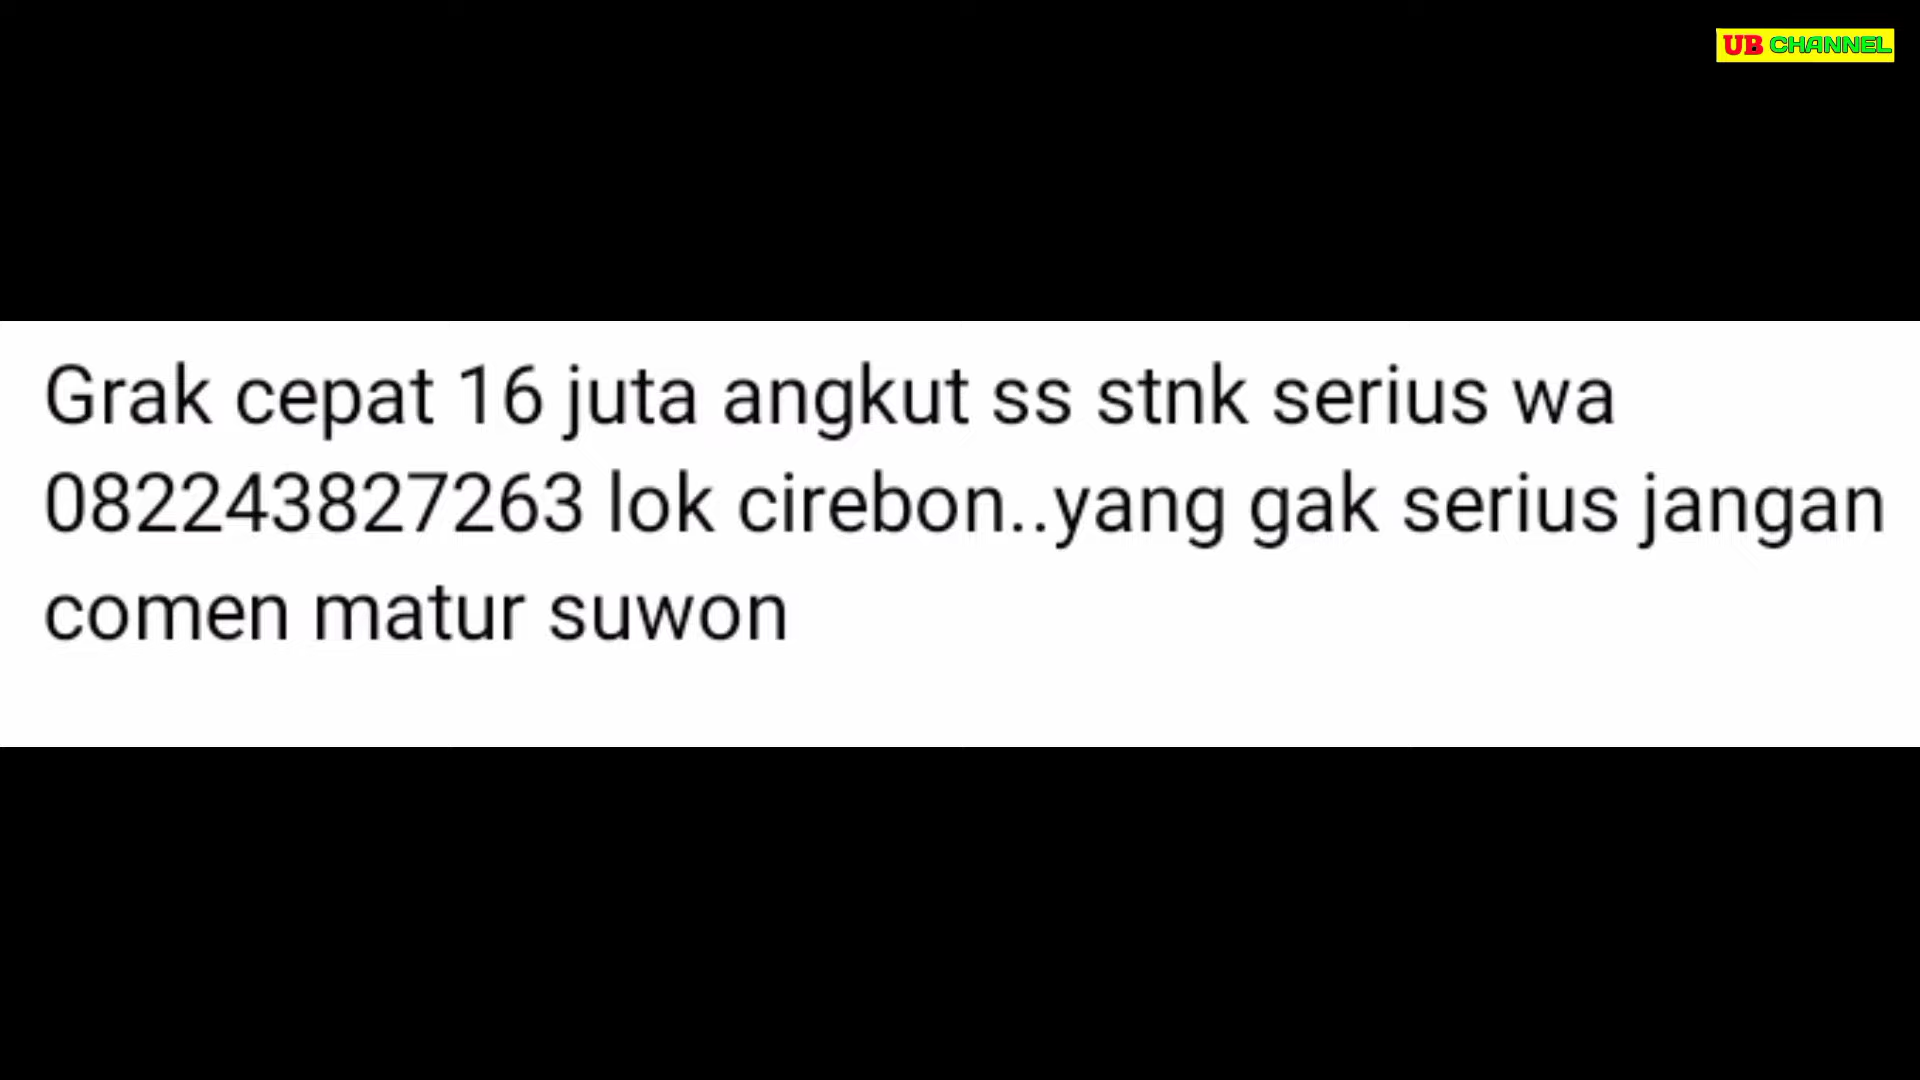 UB CHANNEL
Grak cepat 16 juta angkut ss stnk serius wa
082243827263 lok cirebon..yang gak serius jangan
comen matur suwon